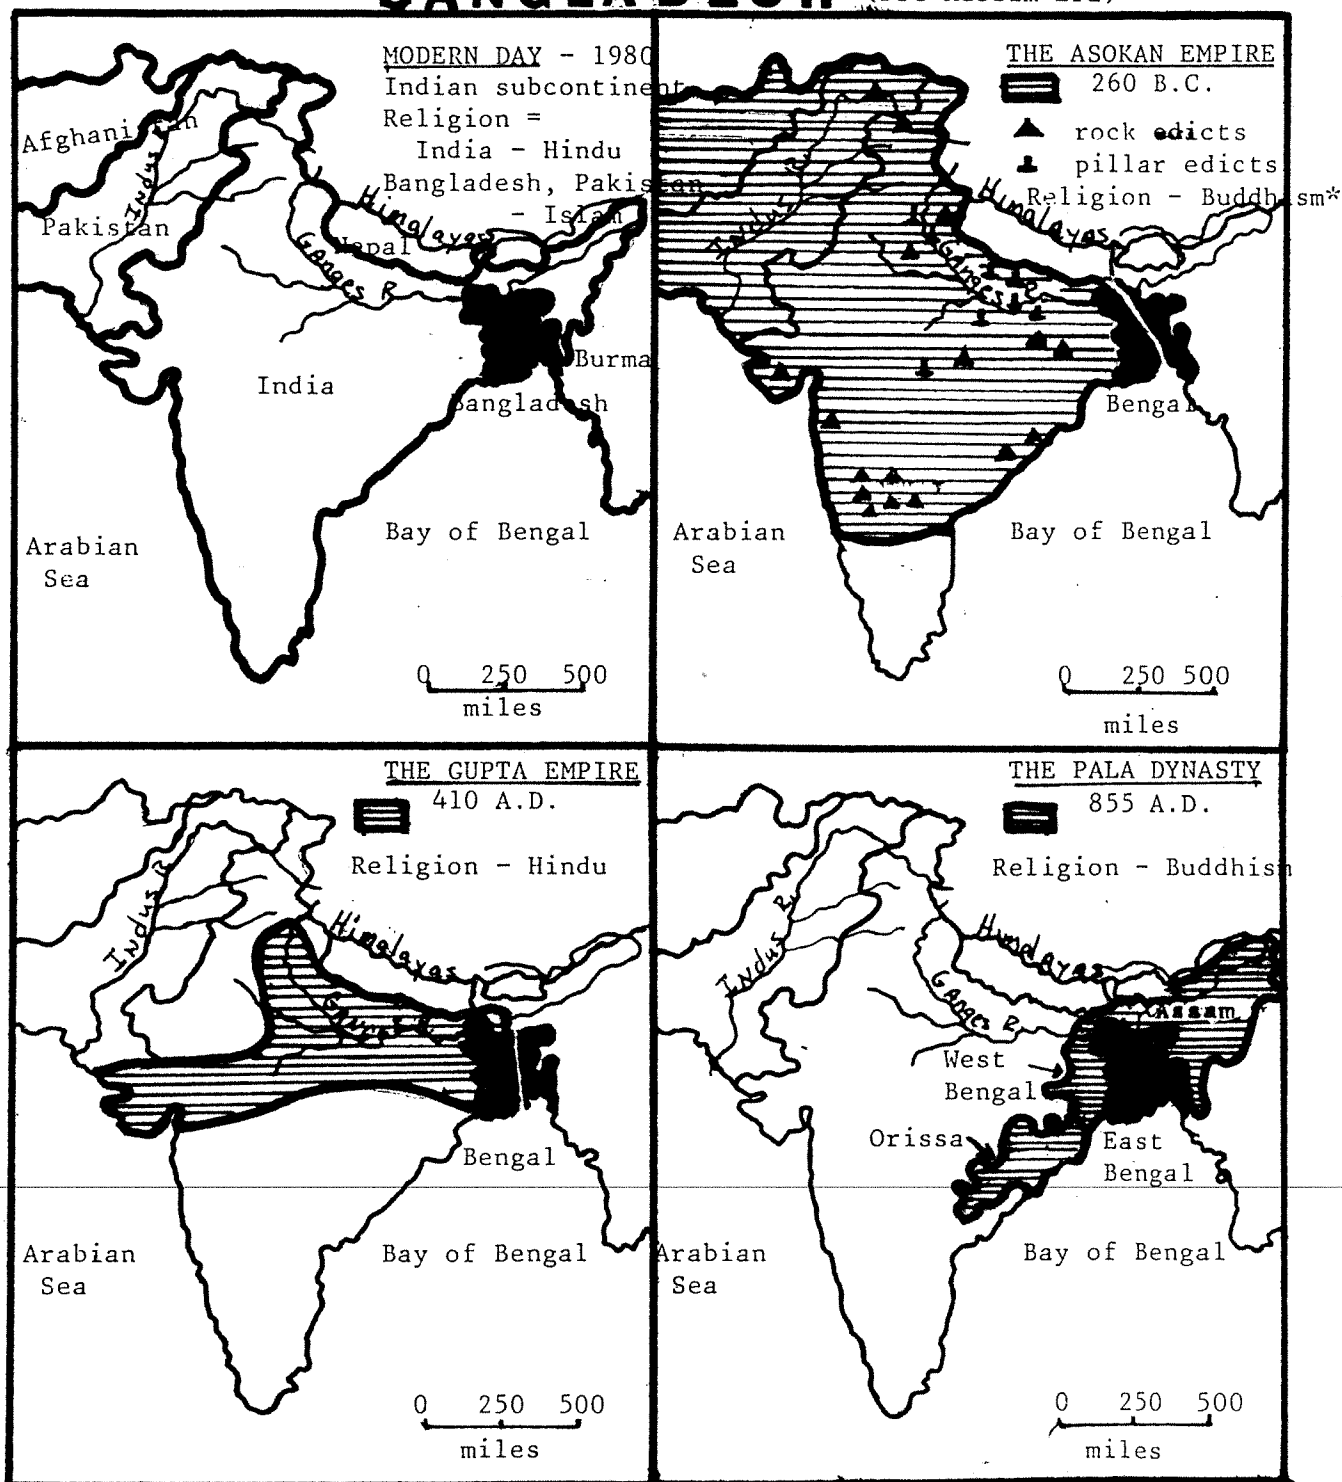 BANGLADESH
MODERN DAY - 1980
Indian subcontinent
Religion =
India - Hindu
Bangladesh, Pakistan
- Islam
Afghanistan
Indus R
Pakistan
Himalayas
Nepal
Ganges R
India
Burma
Bangladesh
Arabian
Sea
Bay of Bengal
0 250 500
miles
THE ASOKAN EMPIRE
260 B.C.
rock edicts
pillar edicts
Religion - Buddhism*
Indus R.
Himalayas
Ganges R.
Bengal
Arabian
Sea
Bay of Bengal
0 250 500
miles
THE GUPTA EMPIRE
410 A.D.
Religion - Hindu
Indus R
Himalayas
Ganges R
Bengal
Arabian
Sea
Bay of Bengal
0 250 500
miles
THE PALA DYNASTY
855 A.D.
Religion - Buddhism
Indus R.
Himalayas
Ganges R.
Assam
West
Bengal
Orissa
East
Bengal
Arabian
Sea
Bay of Bengal
0 250 500
miles